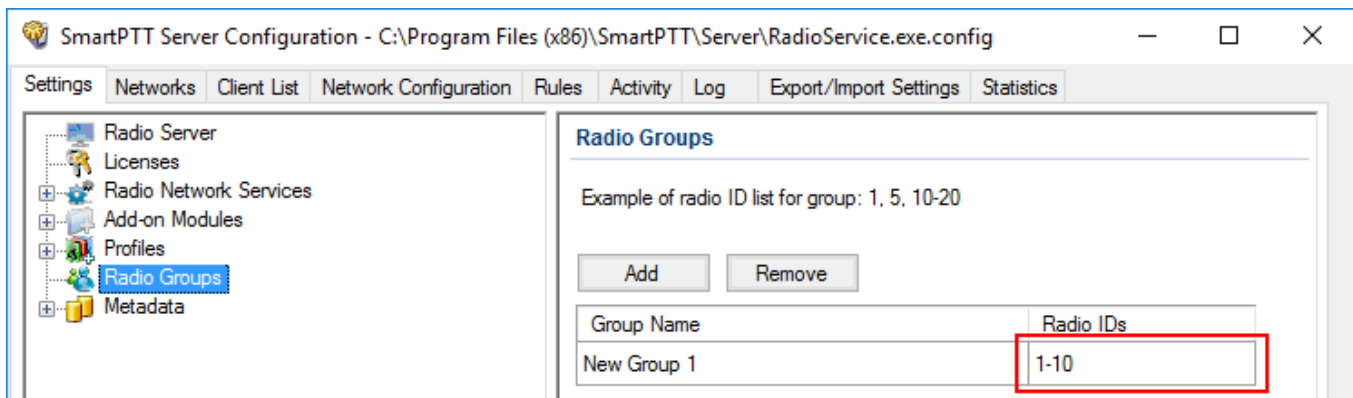 SmartPTT Server Configuration - C:\Program Files (x86)\SmartPTT\Server\RadioService.exe.config
Settings Networks Client List Network Configuration Rules Activity Log Export/Import Settings Statistics
Radio Server
Licenses
Radio Network Services
Add-on Modules
Profiles
Radio Groups
Metadata
Radio Groups
Example of radio ID list for group: 1, 5, 10-20
Add Remove
Group Name Radio IDs
New Group 1 1-10